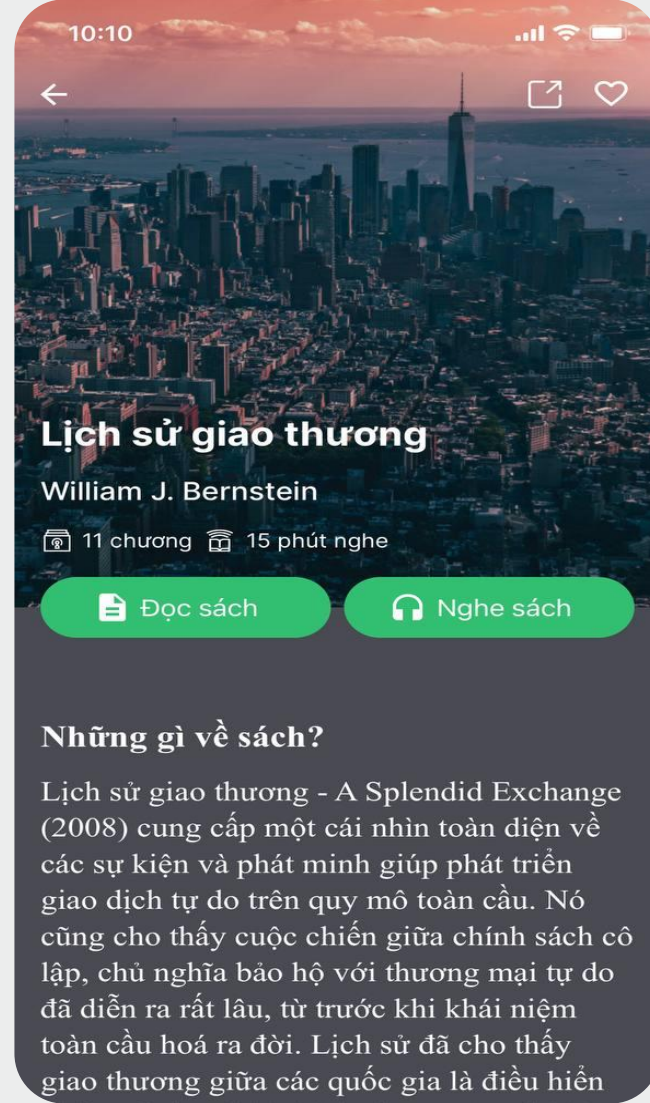 10:10
Lịch sử giao thương
William J. Bernstein
11 chương 15 phút nghe
Đọc sách Nghe sách
Những gì về sách?
Lịch sử giao thương - A Splendid Exchange
(2008) cung cấp một cái nhìn toàn diện về
các sự kiện và phát minh giúp phát triển
giao dịch tự do trên quy mô toàn cầu. Nó
cũng cho thấy cuộc chiến giữa chính sách cô
lập, chủ nghĩa bảo hộ với thương mại tự do
đã diễn ra rất lâu, từ trước khi khái niệm
toàn cầu hoá ra đời. Lịch sử đã cho thấy
giao thương giữa các quốc gia là điều hiển